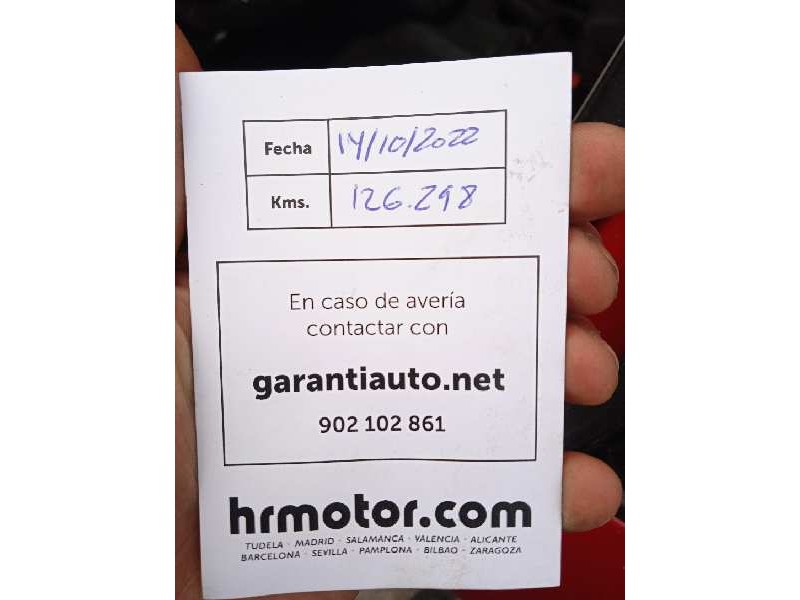 Fecha 14/10/2022
Kms. 126.298
En caso de avería
contactar con
garantiauto.net
902 102 861
hrmotor.com
TUDELA · MADRID · SALAMANCA · VALENCIA · ALICANTE
BARCELONA · SEVILLA · PAMPLONA · BILBAO · ZARAGOZA